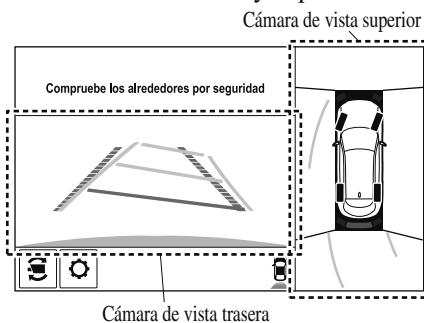 Cámara de vista superior
Compruebe los alrededores por seguridad
Cámara de vista trasera